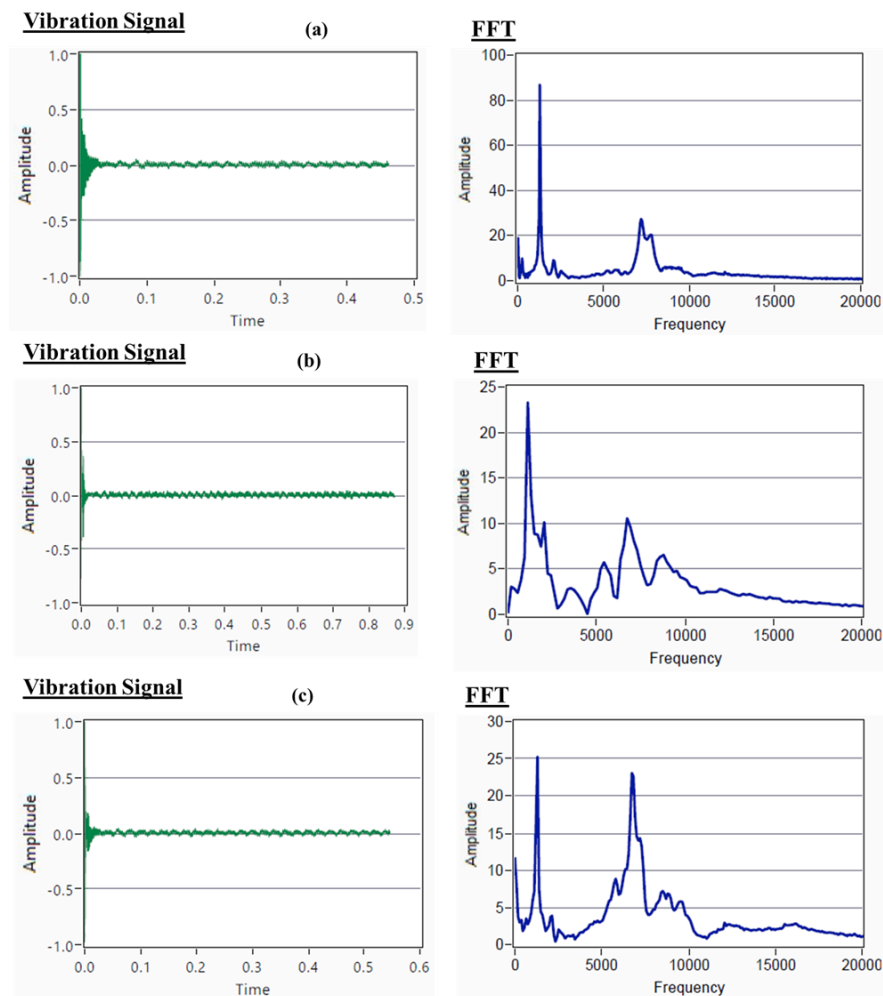 Vibration Signal (a) FFT
1.0
0.5
0.0
-0.5
-1.0
Amplitude
0.0 0.1 0.2 0.3 0.4 0.5
Time
100
80
60
40
20
0
Amplitude
0 5000 10000 15000 20000
Frequency
Vibration Signal (b) FFT
1.0
0.5
0.0
-0.5
-1.0
Amplitude
0.0 0.1 0.2 0.3 0.4 0.5 0.6 0.7 0.8 0.9
Time
25
20
15
10
5
0
Amplitude
0 5000 10000 15000 20000
Frequency
Vibration Signal (c) FFT
1.0
0.5
0.0
-0.5
-1.0
Amplitude
0.0 0.1 0.2 0.3 0.4 0.5 0.6
Time
30
25
20
15
10
5
0
Amplitude
0 5000 10000 15000 20000
Frequency